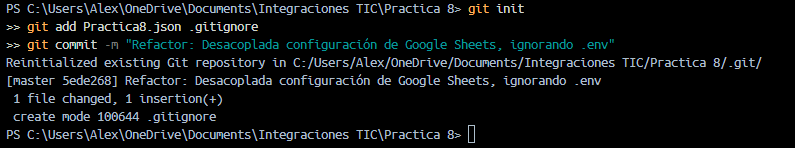 PS C:\Users\Alex\OneDrive\Documents\Integraciones TIC\Practica 8> git init
>> git add Practica8.json .gitignore
>> git commit -m "Refactor: Desacoplada configuración de Google Sheets, ignorando .env"
Reinitialized existing Git repository in C:/Users/Alex/OneDrive/Documents/Integraciones TIC/Practica 8/.git/
[master 5ede268] Refactor: Desacoplada configuración de Google Sheets, ignorando .env
 1 file changed, 1 insertion(+)
 create mode 100644 .gitignore
PS C:\Users\Alex\OneDrive\Documents\Integraciones TIC\Practica 8>